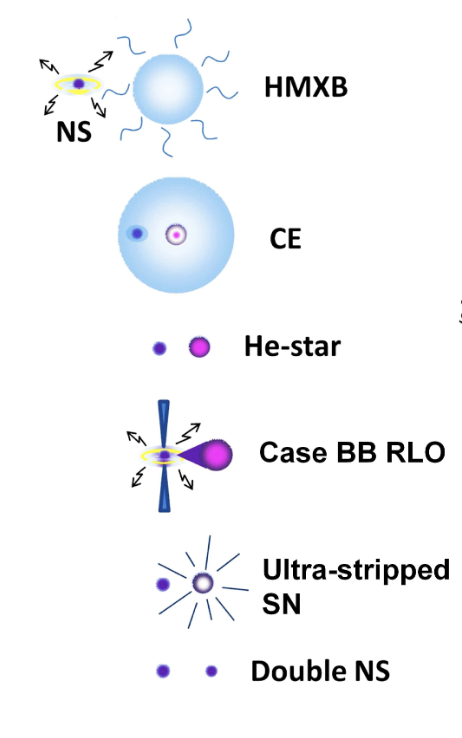 HMXB
NS
CE
He-star
Case BB RLO
Ultra-stripped
SN
Double NS